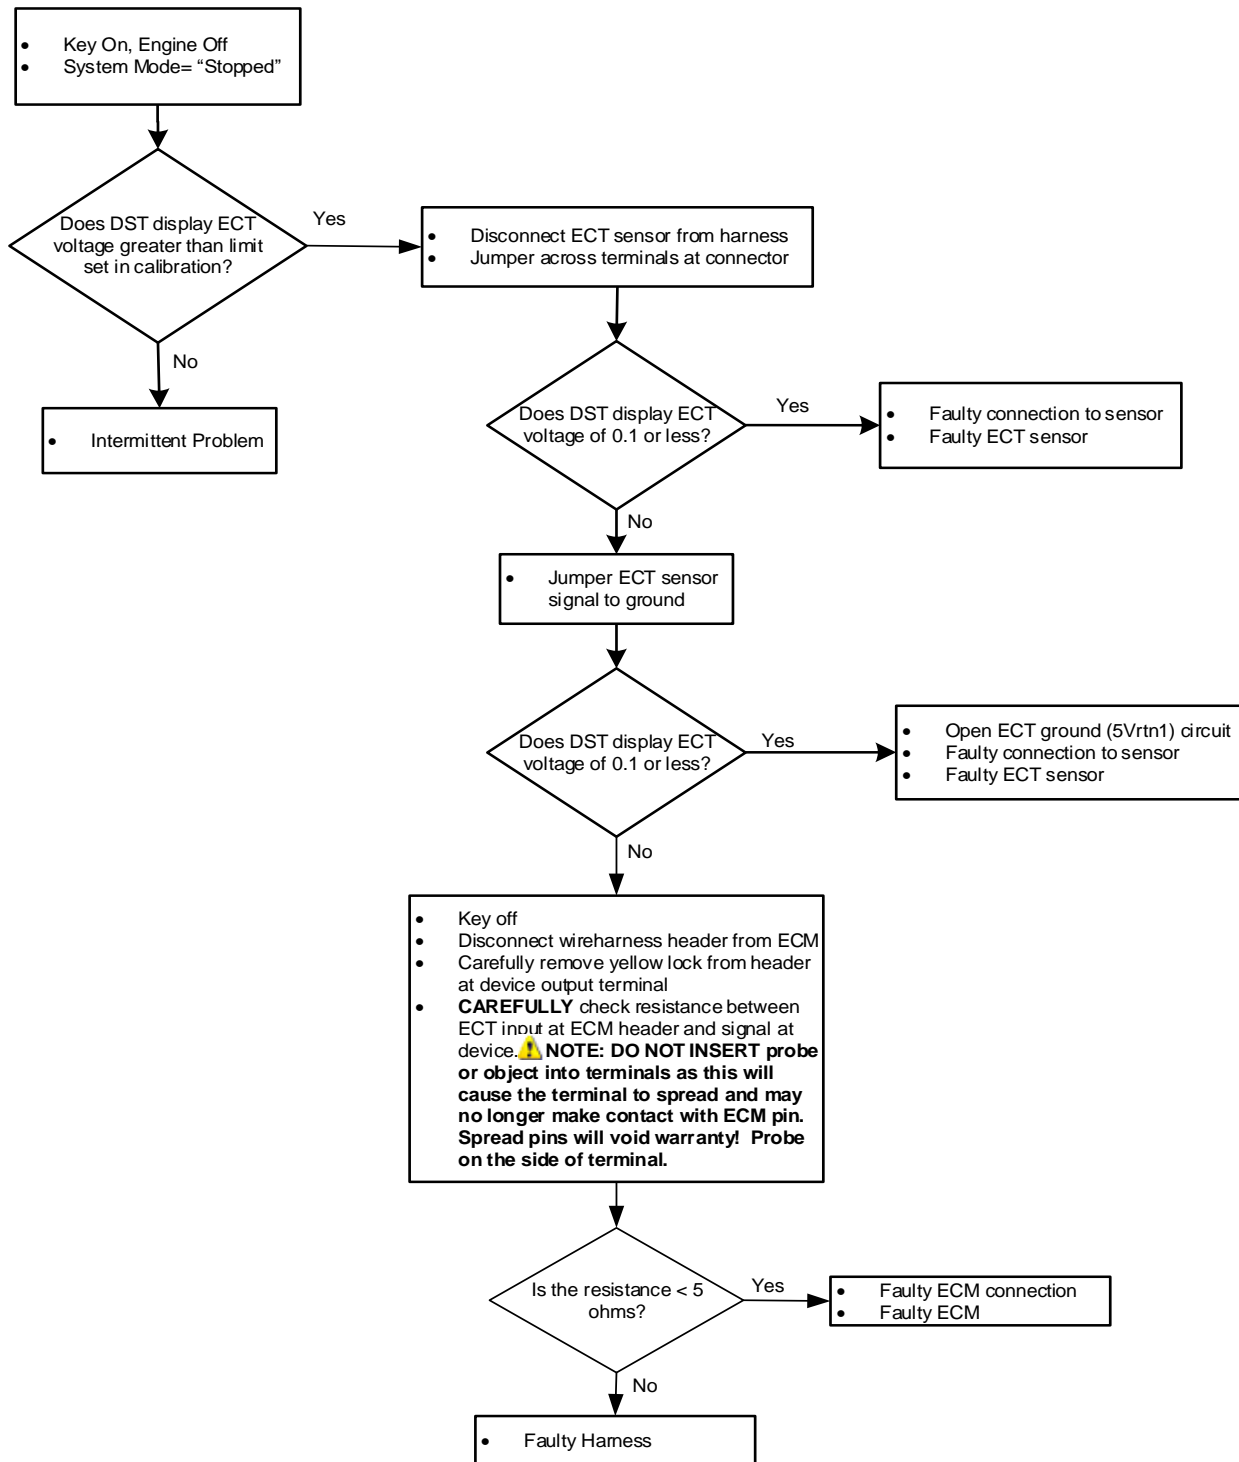 • Key On, Engine Off
• System Mode= “Stopped”
Does DST display ECT
voltage greater than limit
set in calibration?
Yes
• Disconnect ECT sensor from harness
• Jumper across terminals at connector
No
• Intermittent Problem
Does DST display ECT
voltage of 0.1 or less?
Yes
• Faulty connection to sensor
• Faulty ECT sensor
No
• Jumper ECT sensor
signal to ground
Does DST display ECT
voltage of 0.1 or less?
Yes
• Open ECT ground (5Vrtn1) circuit
• Faulty connection to sensor
• Faulty ECT sensor
No
• Key off
• Disconnect wireharness header from ECM
• Carefully remove yellow lock from header
at device output terminal
• CAREFULLY check resistance between
ECT input at ECM header and signal at
device. NOTE: DO NOT INSERT probe
or object into terminals as this will
cause the terminal to spread and may
no longer make contact with ECM pin.
Spread pins will void warranty! Probe
on the side of terminal.
Is the resistance < 5
ohms?
Yes
• Faulty ECM connection
• Faulty ECM
No
• Faulty Harness